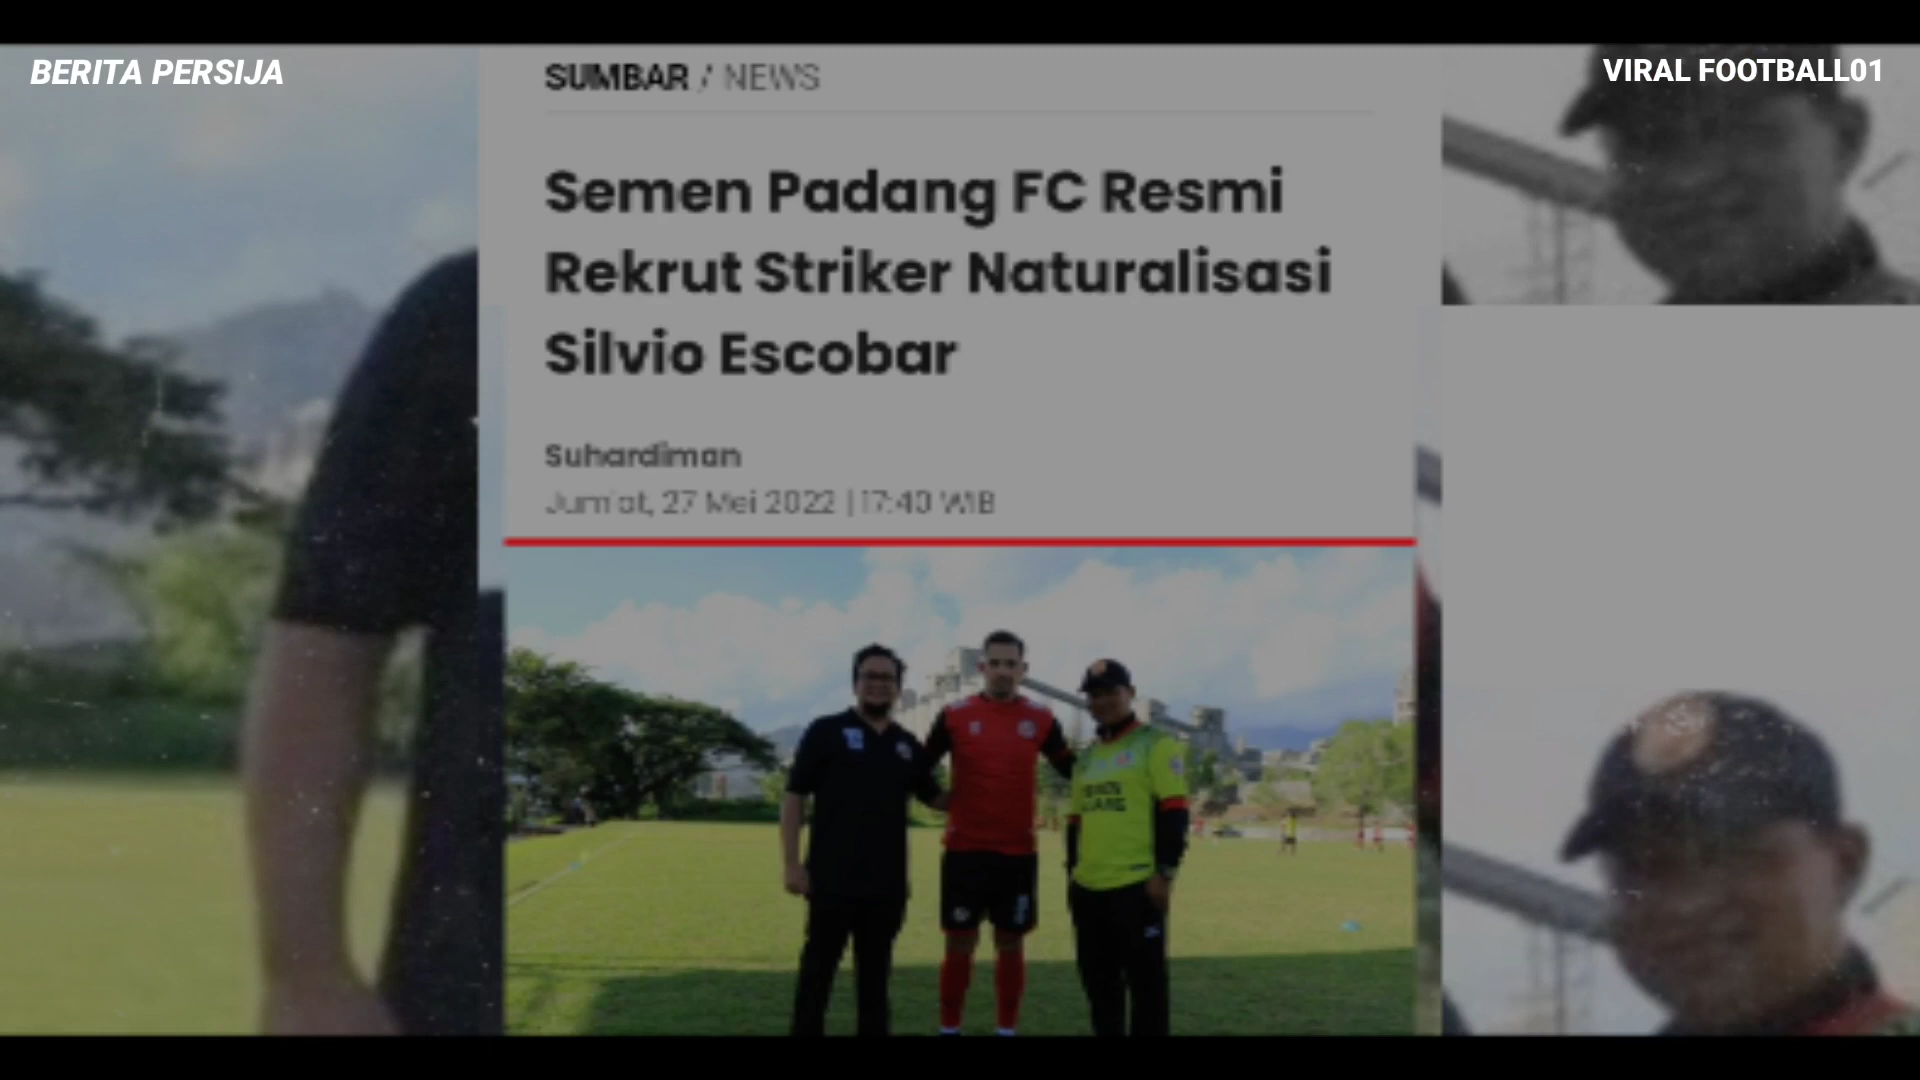 BERITA PERSIJA
VIRAL FOOTBALL01
SUMBAR / NEWS
Semen Padang FC Resmi
Rekrut Striker Naturalisasi
Silvio Escobar
Suhardiman
Jum'at, 27 Mei 2022 | 17:40 WIB